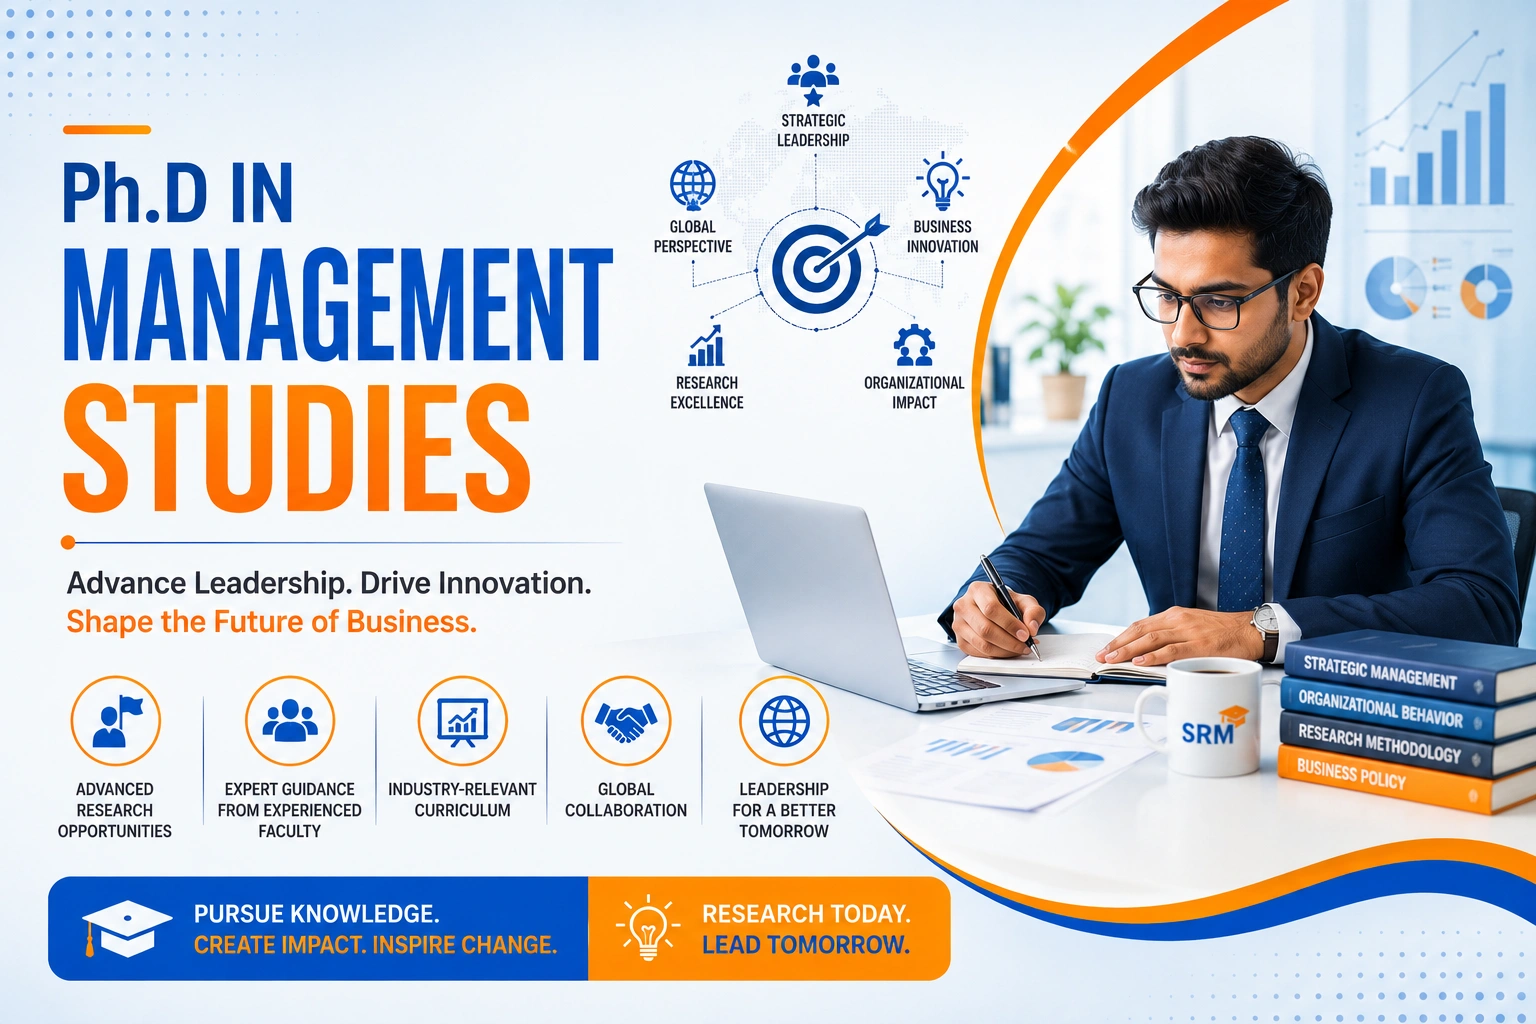 Ph.D IN
MANAGEMENT
STUDIES
Advance Leadership. Drive Innovation.
Shape the Future of Business.
STRATEGIC
LEADERSHIP
GLOBAL
PERSPECTIVE
BUSINESS
INNOVATION
RESEARCH
EXCELLENCE
ORGANIZATIONAL
IMPACT
ADVANCED
RESEARCH
OPPORTUNITIES
EXPERT GUIDANCE
FROM EXPERIENCED
FACULTY
INDUSTRY-RELEVANT
CURRICULUM
GLOBAL
COLLABORATION
LEADERSHIP
FOR A BETTER
TOMORROW
SRM
STRATEGIC MANAGEMENT
ORGANIZATIONAL BEHAVIOR
RESEARCH METHODOLOGY
BUSINESS POLICY
PURSUE KNOWLEDGE.
CREATE IMPACT. INSPIRE CHANGE.
RESEARCH TODAY.
LEAD TOMORROW.